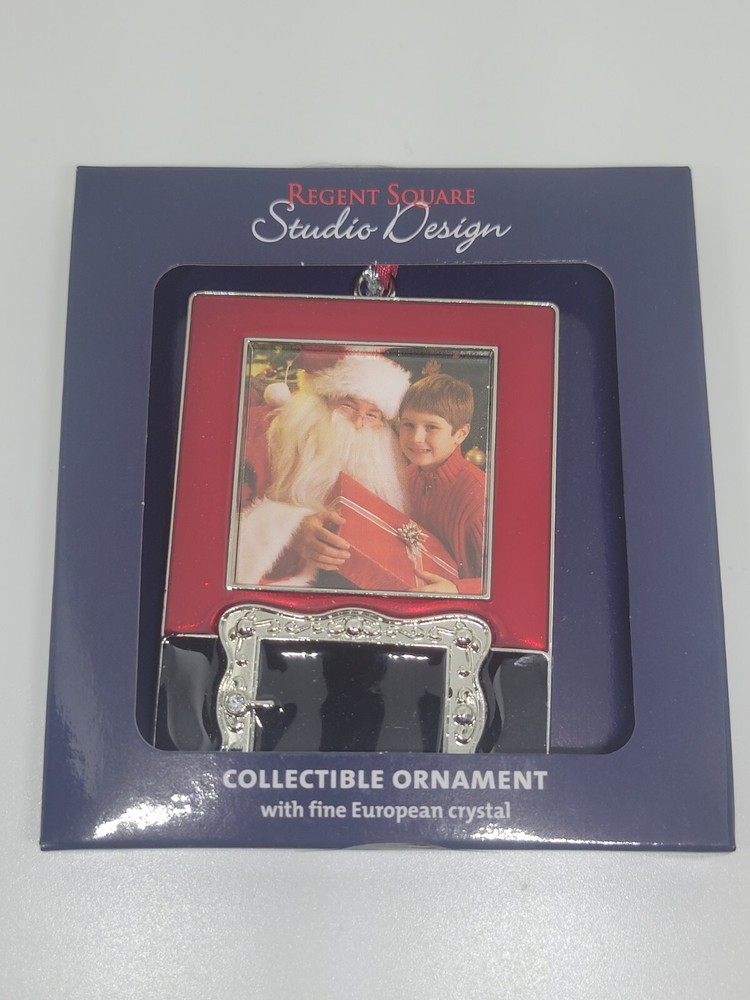 REGENT SQUARE
Studio Design
COLLECTIBLE ORNAMENT
with fine European crystal